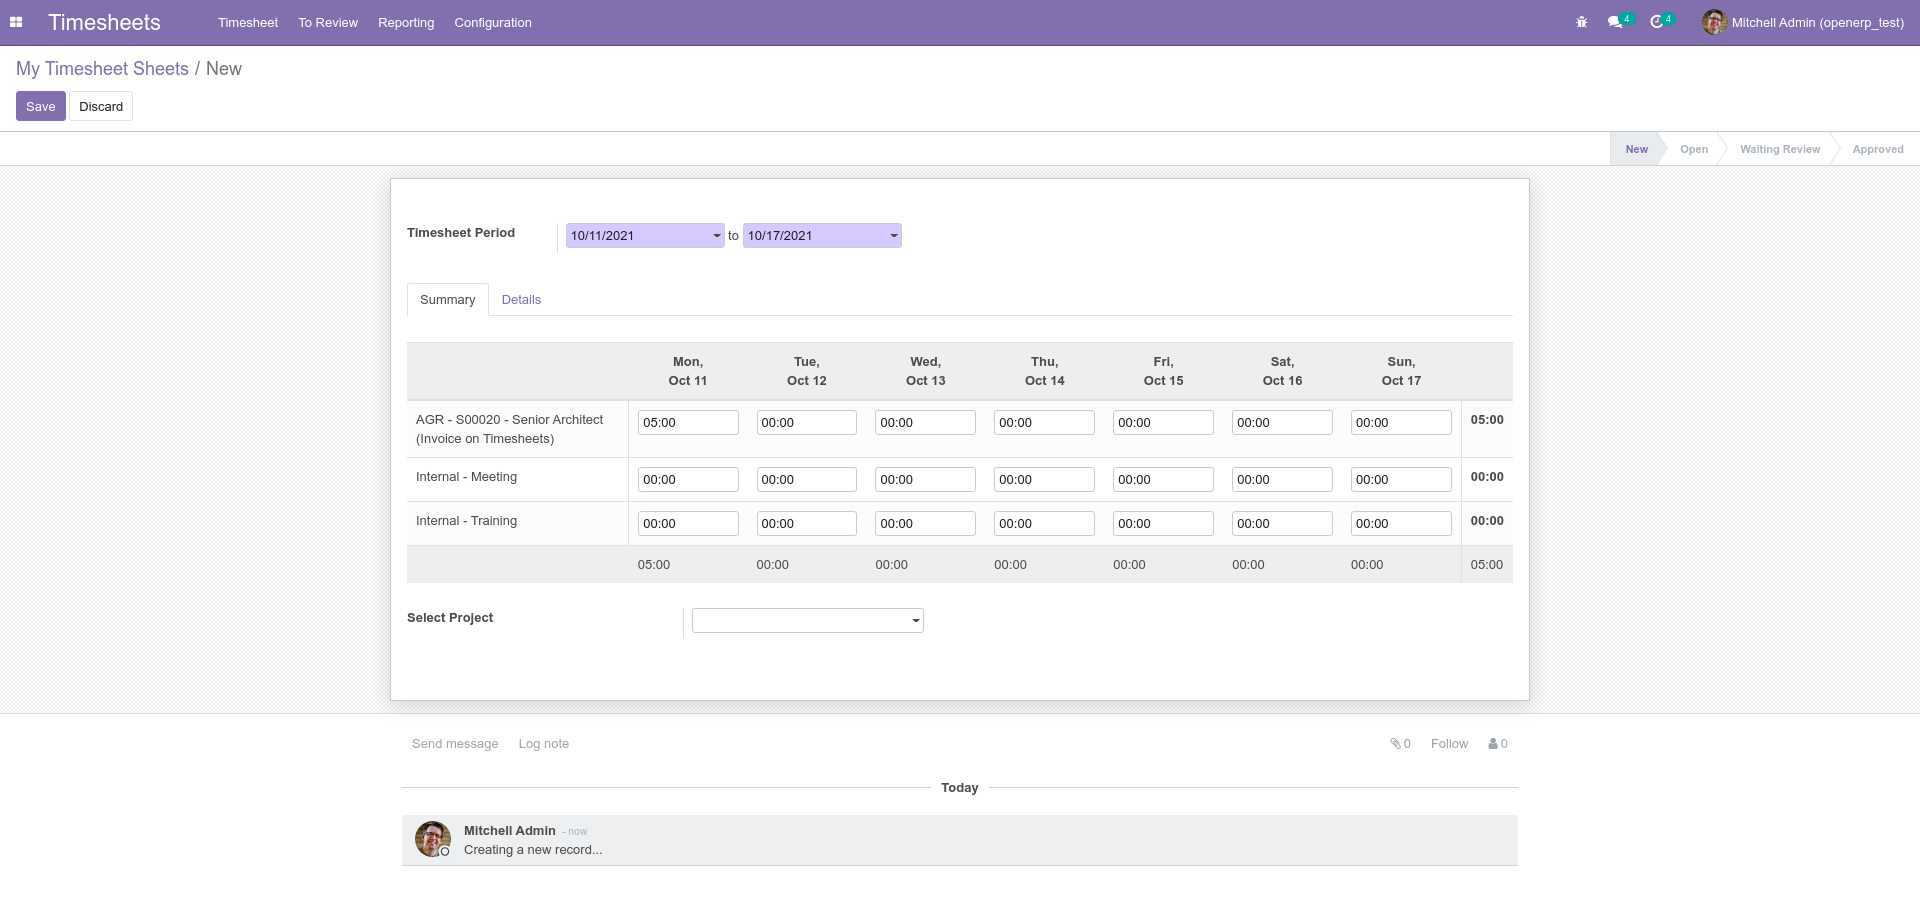 Timesheets Timesheet To Review Reporting Configuration 4 4 Mitchell Admin (openerp_test)
My Timesheet Sheets / New
Save Discard
New Open Waiting Review Approved
Timesheet Period 10/11/2021 to 10/17/2021
Summary Details
Mon, Tue, Wed, Thu, Fri, Sat, Sun,
Oct 11 Oct 12 Oct 13 Oct 14 Oct 15 Oct 16 Oct 17
AGR - S00020 - Senior Architect 05:00 00:00 00:00 00:00 00:00 00:00 00:00 05:00
(Invoice on Timesheets)
Internal - Meeting 00:00 00:00 00:00 00:00 00:00 00:00 00:00 00:00
Internal - Training 00:00 00:00 00:00 00:00 00:00 00:00 00:00 00:00
05:00 00:00 00:00 00:00 00:00 00:00 00:00 05:00
Select Project
Send message Log note 0 Follow 0
Today
Mitchell Admin - now
Creating a new record...